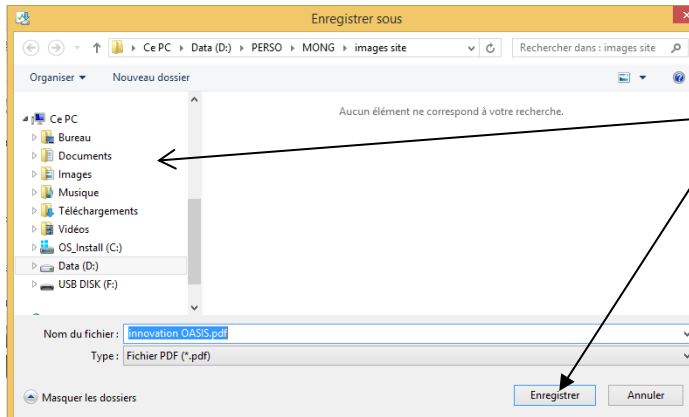 Enregistrer sous
Ce PC Data (D:) PERSO MONG images site
Rechercher dans : images site
Organiser
Nouveau dossier
Aucun élément ne correspond à votre recherche.
Ce PC
Bureau
Documents
Images
Musique
Téléchargements
Vidéos
OS_Install (C:)
Data (D:)
USB DISK (F:)
Nom du fichier : innovation OASIS.pdf
Type : Fichier PDF (*.pdf)
Masquer les dossiers
Enregistrer
Annuler